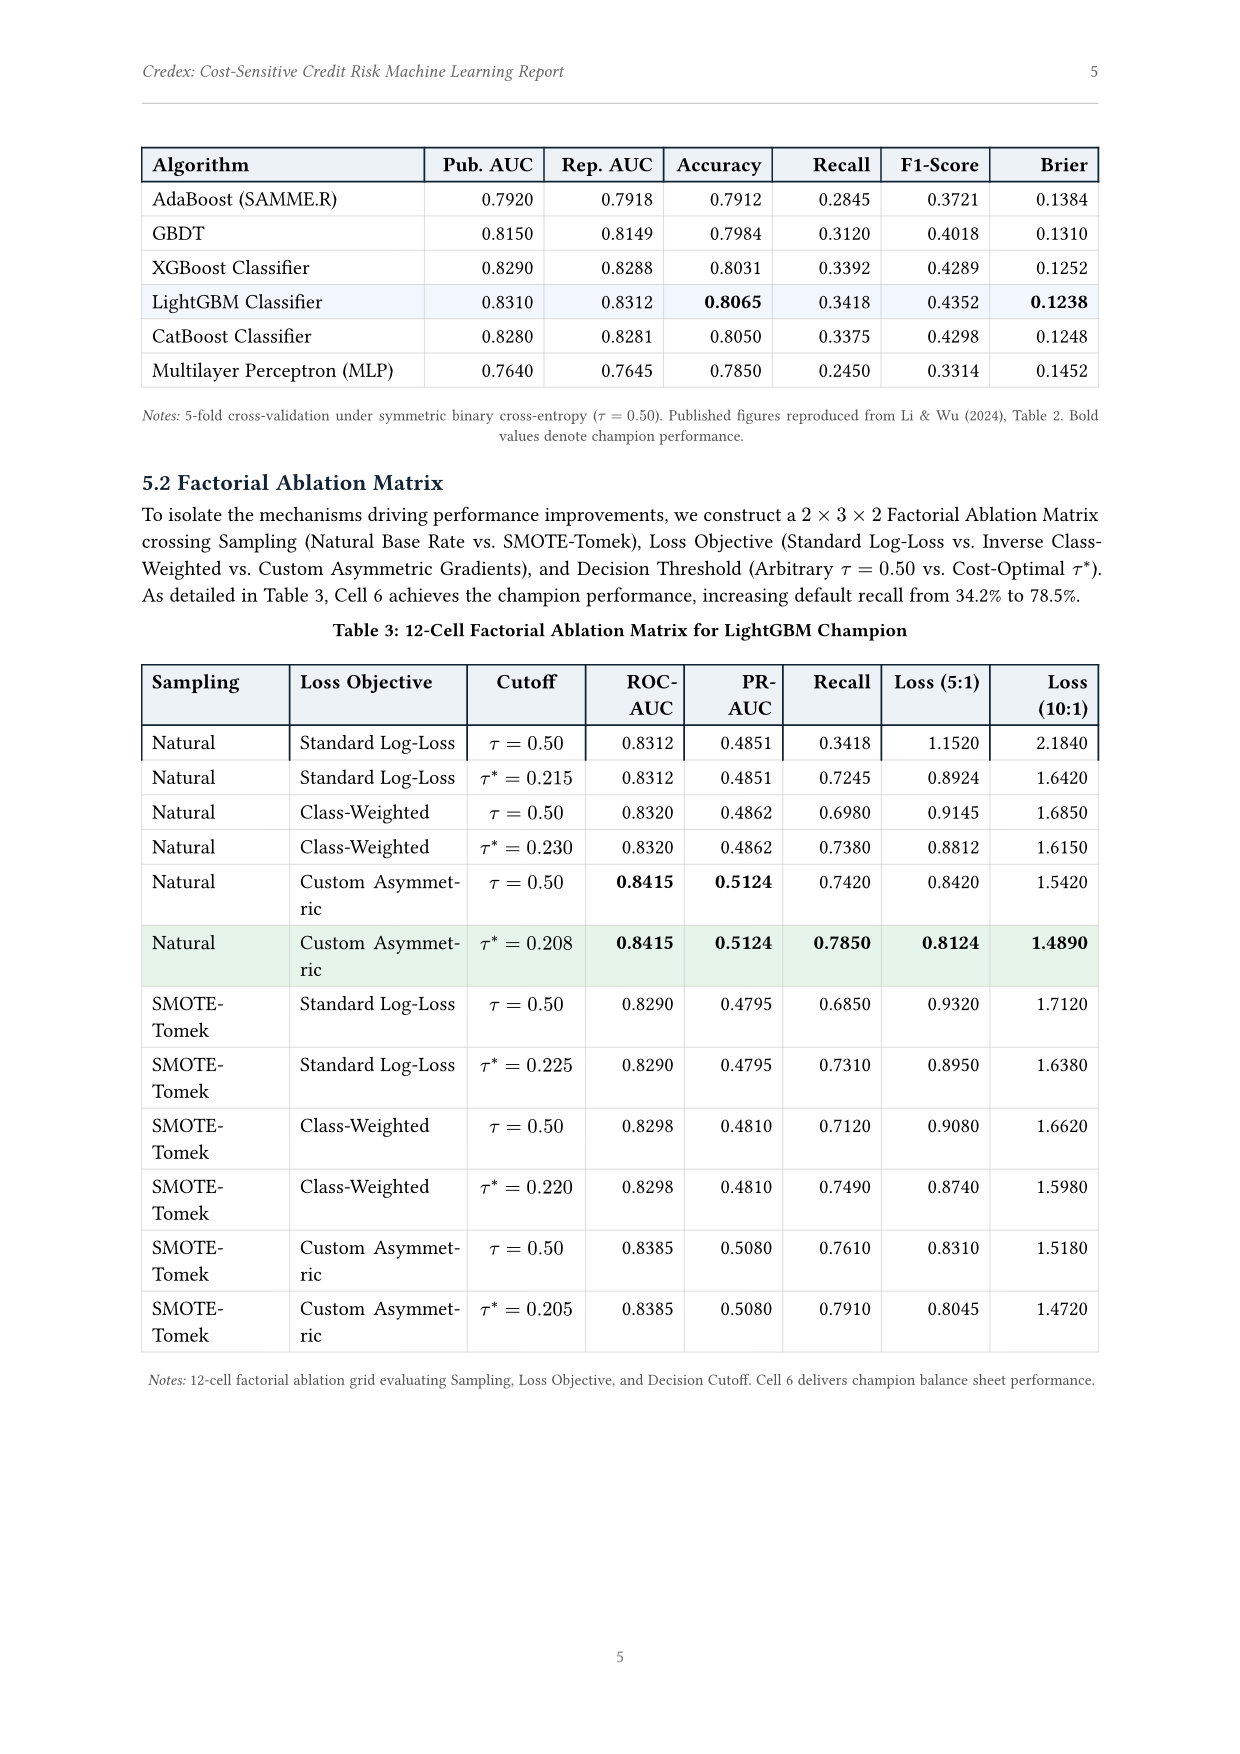 Credex: Cost-Sensitive Credit Risk Machine Learning Report 5
Algorithm Pub. AUC Rep. AUC Accuracy Recall F1-Score Brier
AdaBoost (SAMME.R) 0.7920 0.7918 0.7912 0.2845 0.3721 0.1384
GBDT 0.8150 0.8149 0.7984 0.3120 0.4018 0.1310
XGBoost Classifier 0.8290 0.8288 0.8031 0.3392 0.4289 0.1252
LightGBM Classifier 0.8310 0.8312 0.8065 0.3418 0.4352 0.1238
CatBoost Classifier 0.8280 0.8281 0.8050 0.3375 0.4298 0.1248
Multilayer Perceptron (MLP) 0.7640 0.7645 0.7850 0.2450 0.3314 0.1452
Notes: 5-fold cross-validation under symmetric binary cross-entropy (τ = 0.50). Published figures reproduced from Li & Wu (2024), Table 2. Bold
values denote champion performance.
5.2 Factorial Ablation Matrix
To isolate the mechanisms driving performance improvements, we construct a 2 × 3 × 2 Factorial Ablation Matrix
crossing Sampling (Natural Base Rate vs. SMOTE-Tomek), Loss Objective (Standard Log-Loss vs. Inverse Class-
Weighted vs. Custom Asymmetric Gradients), and Decision Threshold (Arbitrary τ = 0.50 vs. Cost-Optimal τ*).
As detailed in Table 3, Cell 6 achieves the champion performance, increasing default recall from 34.2% to 78.5%.
Table 3: 12-Cell Factorial Ablation Matrix for LightGBM Champion
Sampling Loss Objective Cutoff ROC- PR- Recall Loss (5:1) Loss
AUC AUC (10:1)
Natural Standard Log-Loss τ = 0.50 0.8312 0.4851 0.3418 1.1520 2.1840
Natural Standard Log-Loss τ* = 0.215 0.8312 0.4851 0.7245 0.8924 1.6420
Natural Class-Weighted τ = 0.50 0.8320 0.4862 0.6980 0.9145 1.6850
Natural Class-Weighted τ* = 0.230 0.8320 0.4862 0.7380 0.8812 1.6150
Natural Custom Asymmet- τ = 0.50 0.8415 0.5124 0.7420 0.8420 1.5420
ric
Natural Custom Asymmet- τ* = 0.208 0.8415 0.5124 0.7850 0.8124 1.4890
ric
SMOTE- Standard Log-Loss τ = 0.50 0.8290 0.4795 0.6850 0.9320 1.7120
Tomek
SMOTE- Standard Log-Loss τ* = 0.225 0.8290 0.4795 0.7310 0.8950 1.6380
Tomek
SMOTE- Class-Weighted τ = 0.50 0.8298 0.4810 0.7120 0.9080 1.6620
Tomek
SMOTE- Class-Weighted τ* = 0.220 0.8298 0.4810 0.7490 0.8740 1.5980
Tomek
SMOTE- Custom Asymmet- τ = 0.50 0.8385 0.5080 0.7610 0.8310 1.5180
Tomek ric
SMOTE- Custom Asymmet- τ* = 0.205 0.8385 0.5080 0.7910 0.8045 1.4720
Tomek ric
Notes: 12-cell factorial ablation grid evaluating Sampling, Loss Objective, and Decision Cutoff. Cell 6 delivers champion balance sheet performance.
5